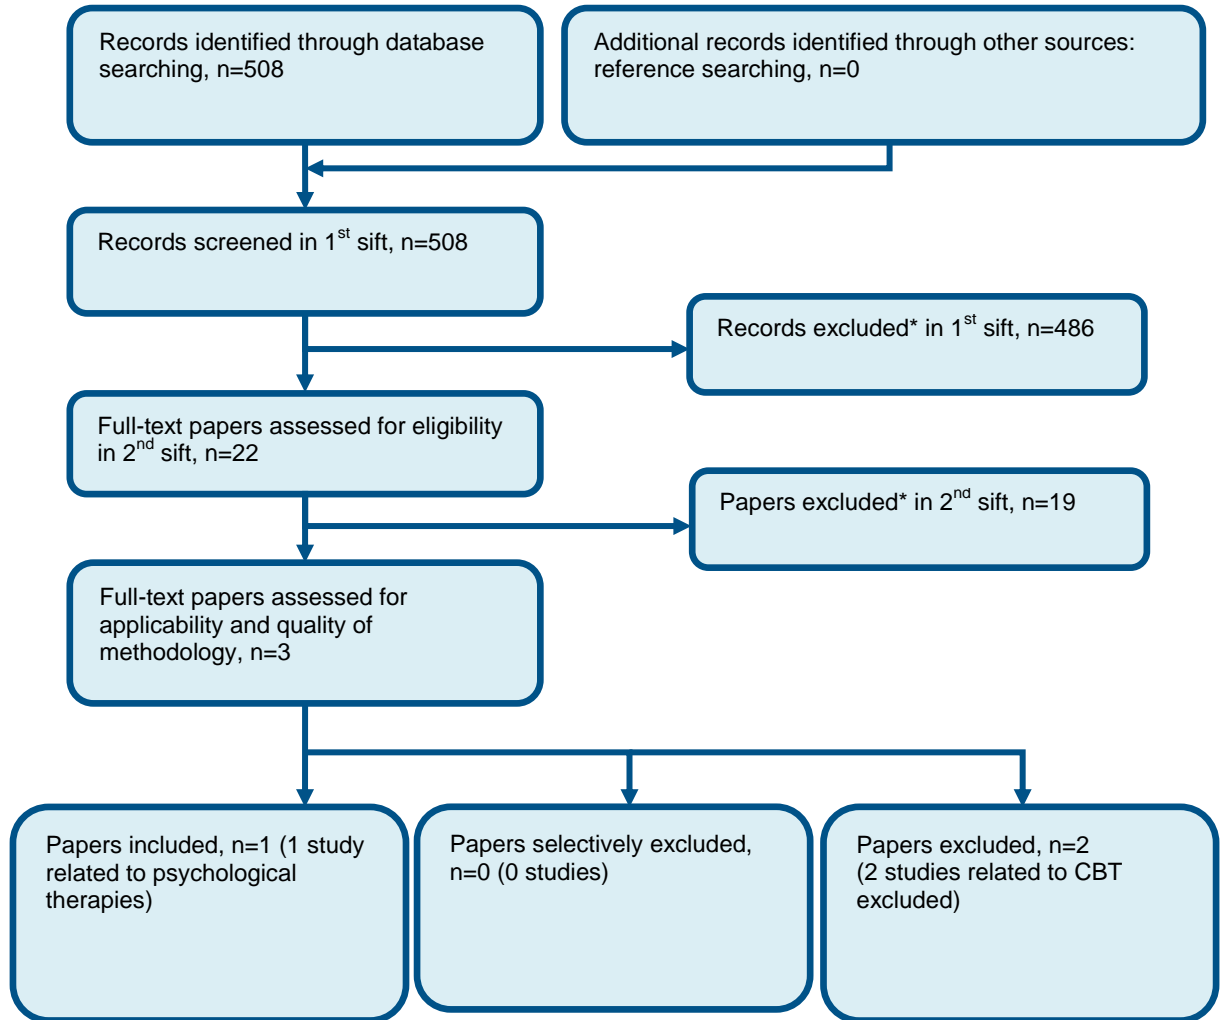 Records identified through database
searching, n=508
Additional records identified through other sources:
reference searching, n=0
Records screened in 1st sift, n=508
Records excluded* in 1st sift, n=486
Full-text papers assessed for eligibility
in 2nd sift, n=22
Papers excluded* in 2nd sift, n=19
Full-text papers assessed for
applicability and quality of
methodology, n=3
Papers included, n=1 (1 study
related to psychological
therapies)
Papers selectively excluded,
n=0 (0 studies)
Papers excluded, n=2
(2 studies related to CBT
excluded)